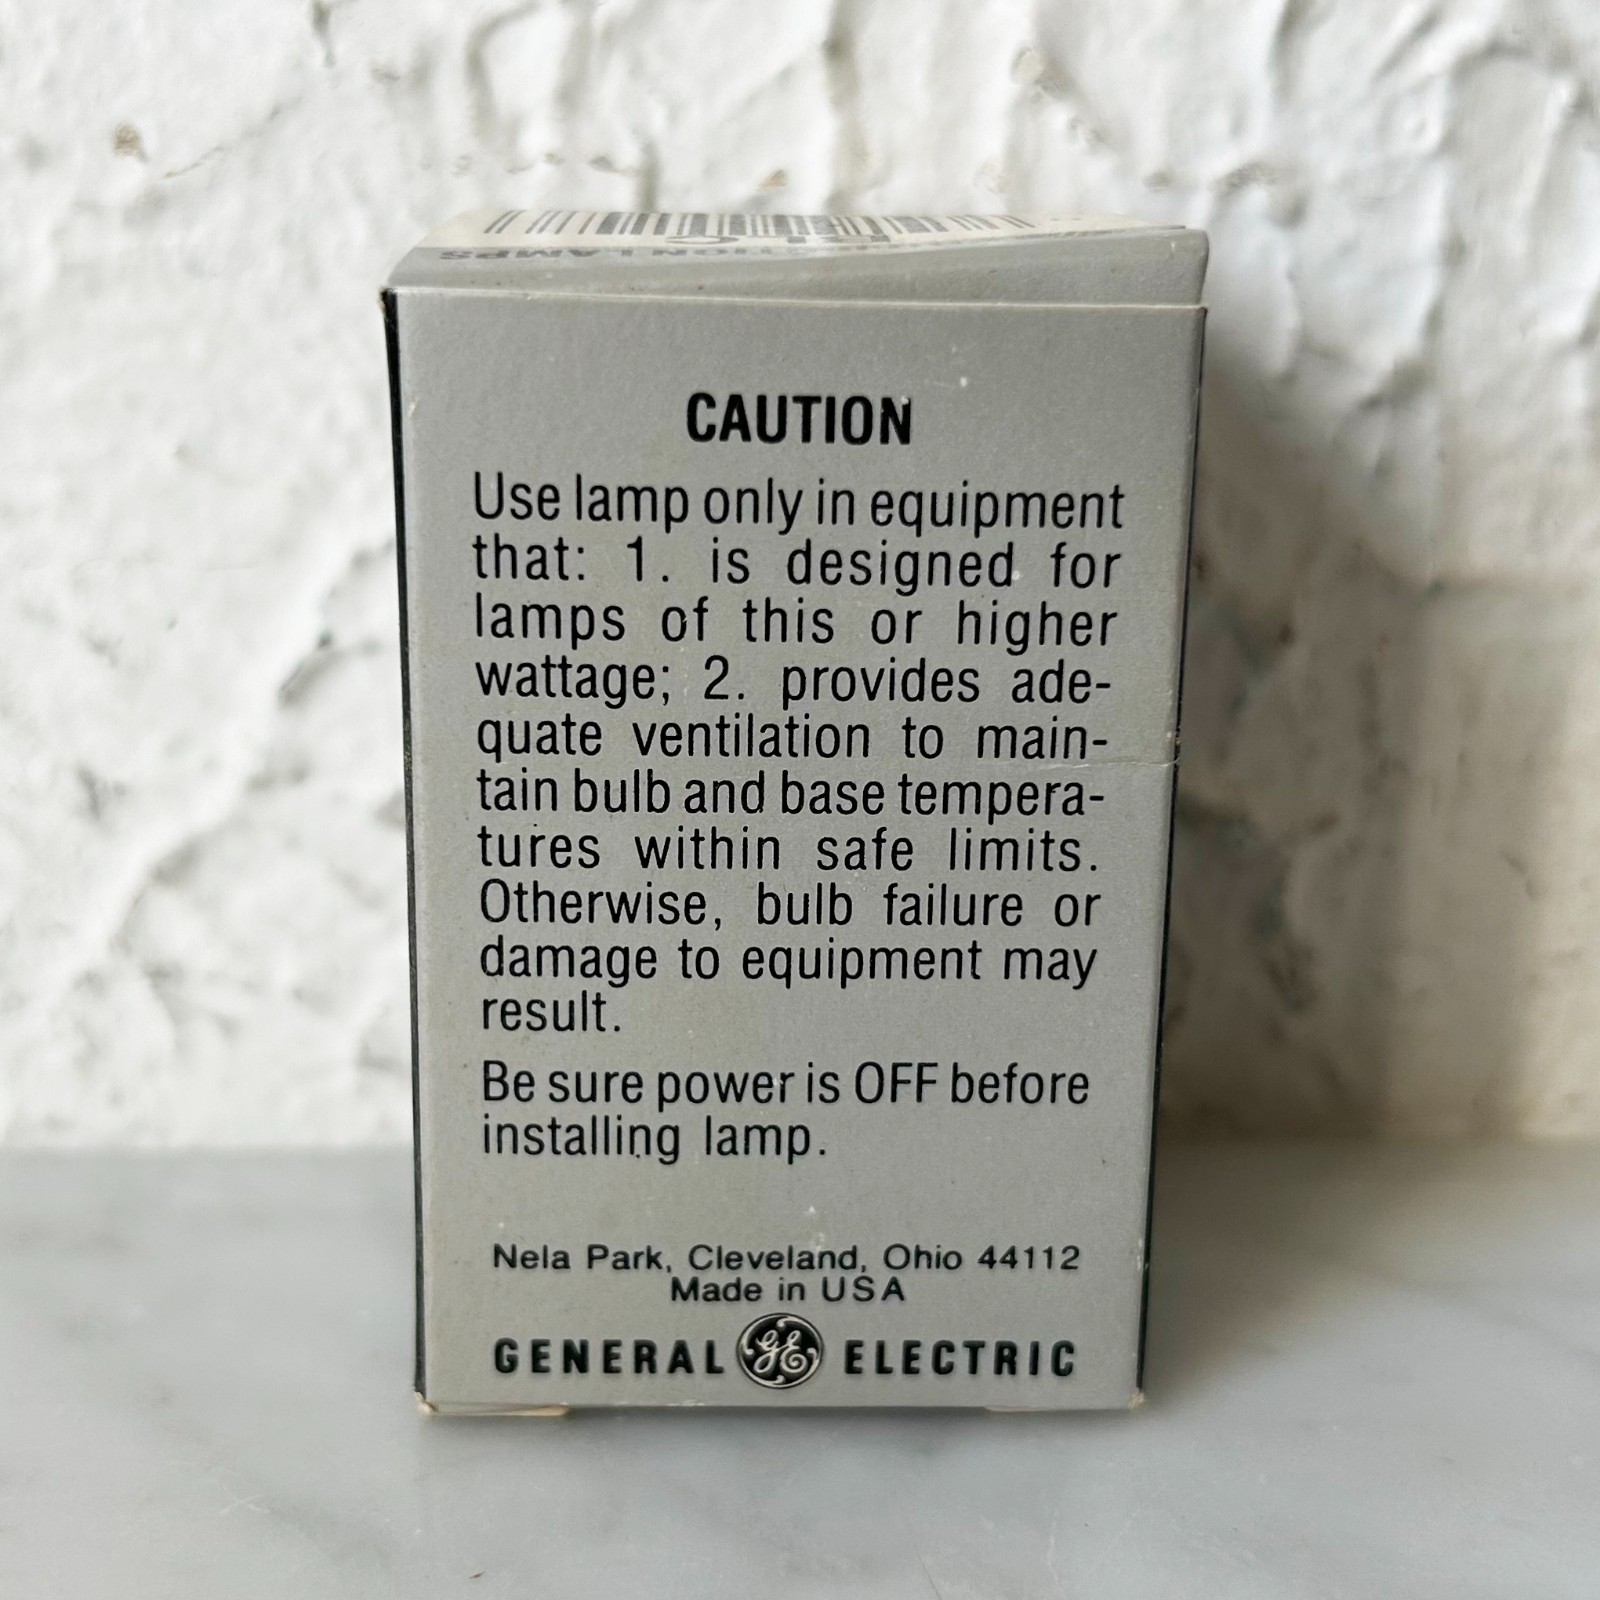 CAUTION
Use lamp only in equipment
that: 1. is designed for
lamps of this or higher
wattage; 2. provides ade-
quate ventilation to main-
tain bulb and base tempera-
tures within safe limits.
Otherwise, bulb failure or
damage to equipment may
result.
Be sure power is OFF before
installing lamp.
Nela Park, Cleveland, Ohio 44112
Made in USA
GENERAL GE ELECTRIC
LAMPS